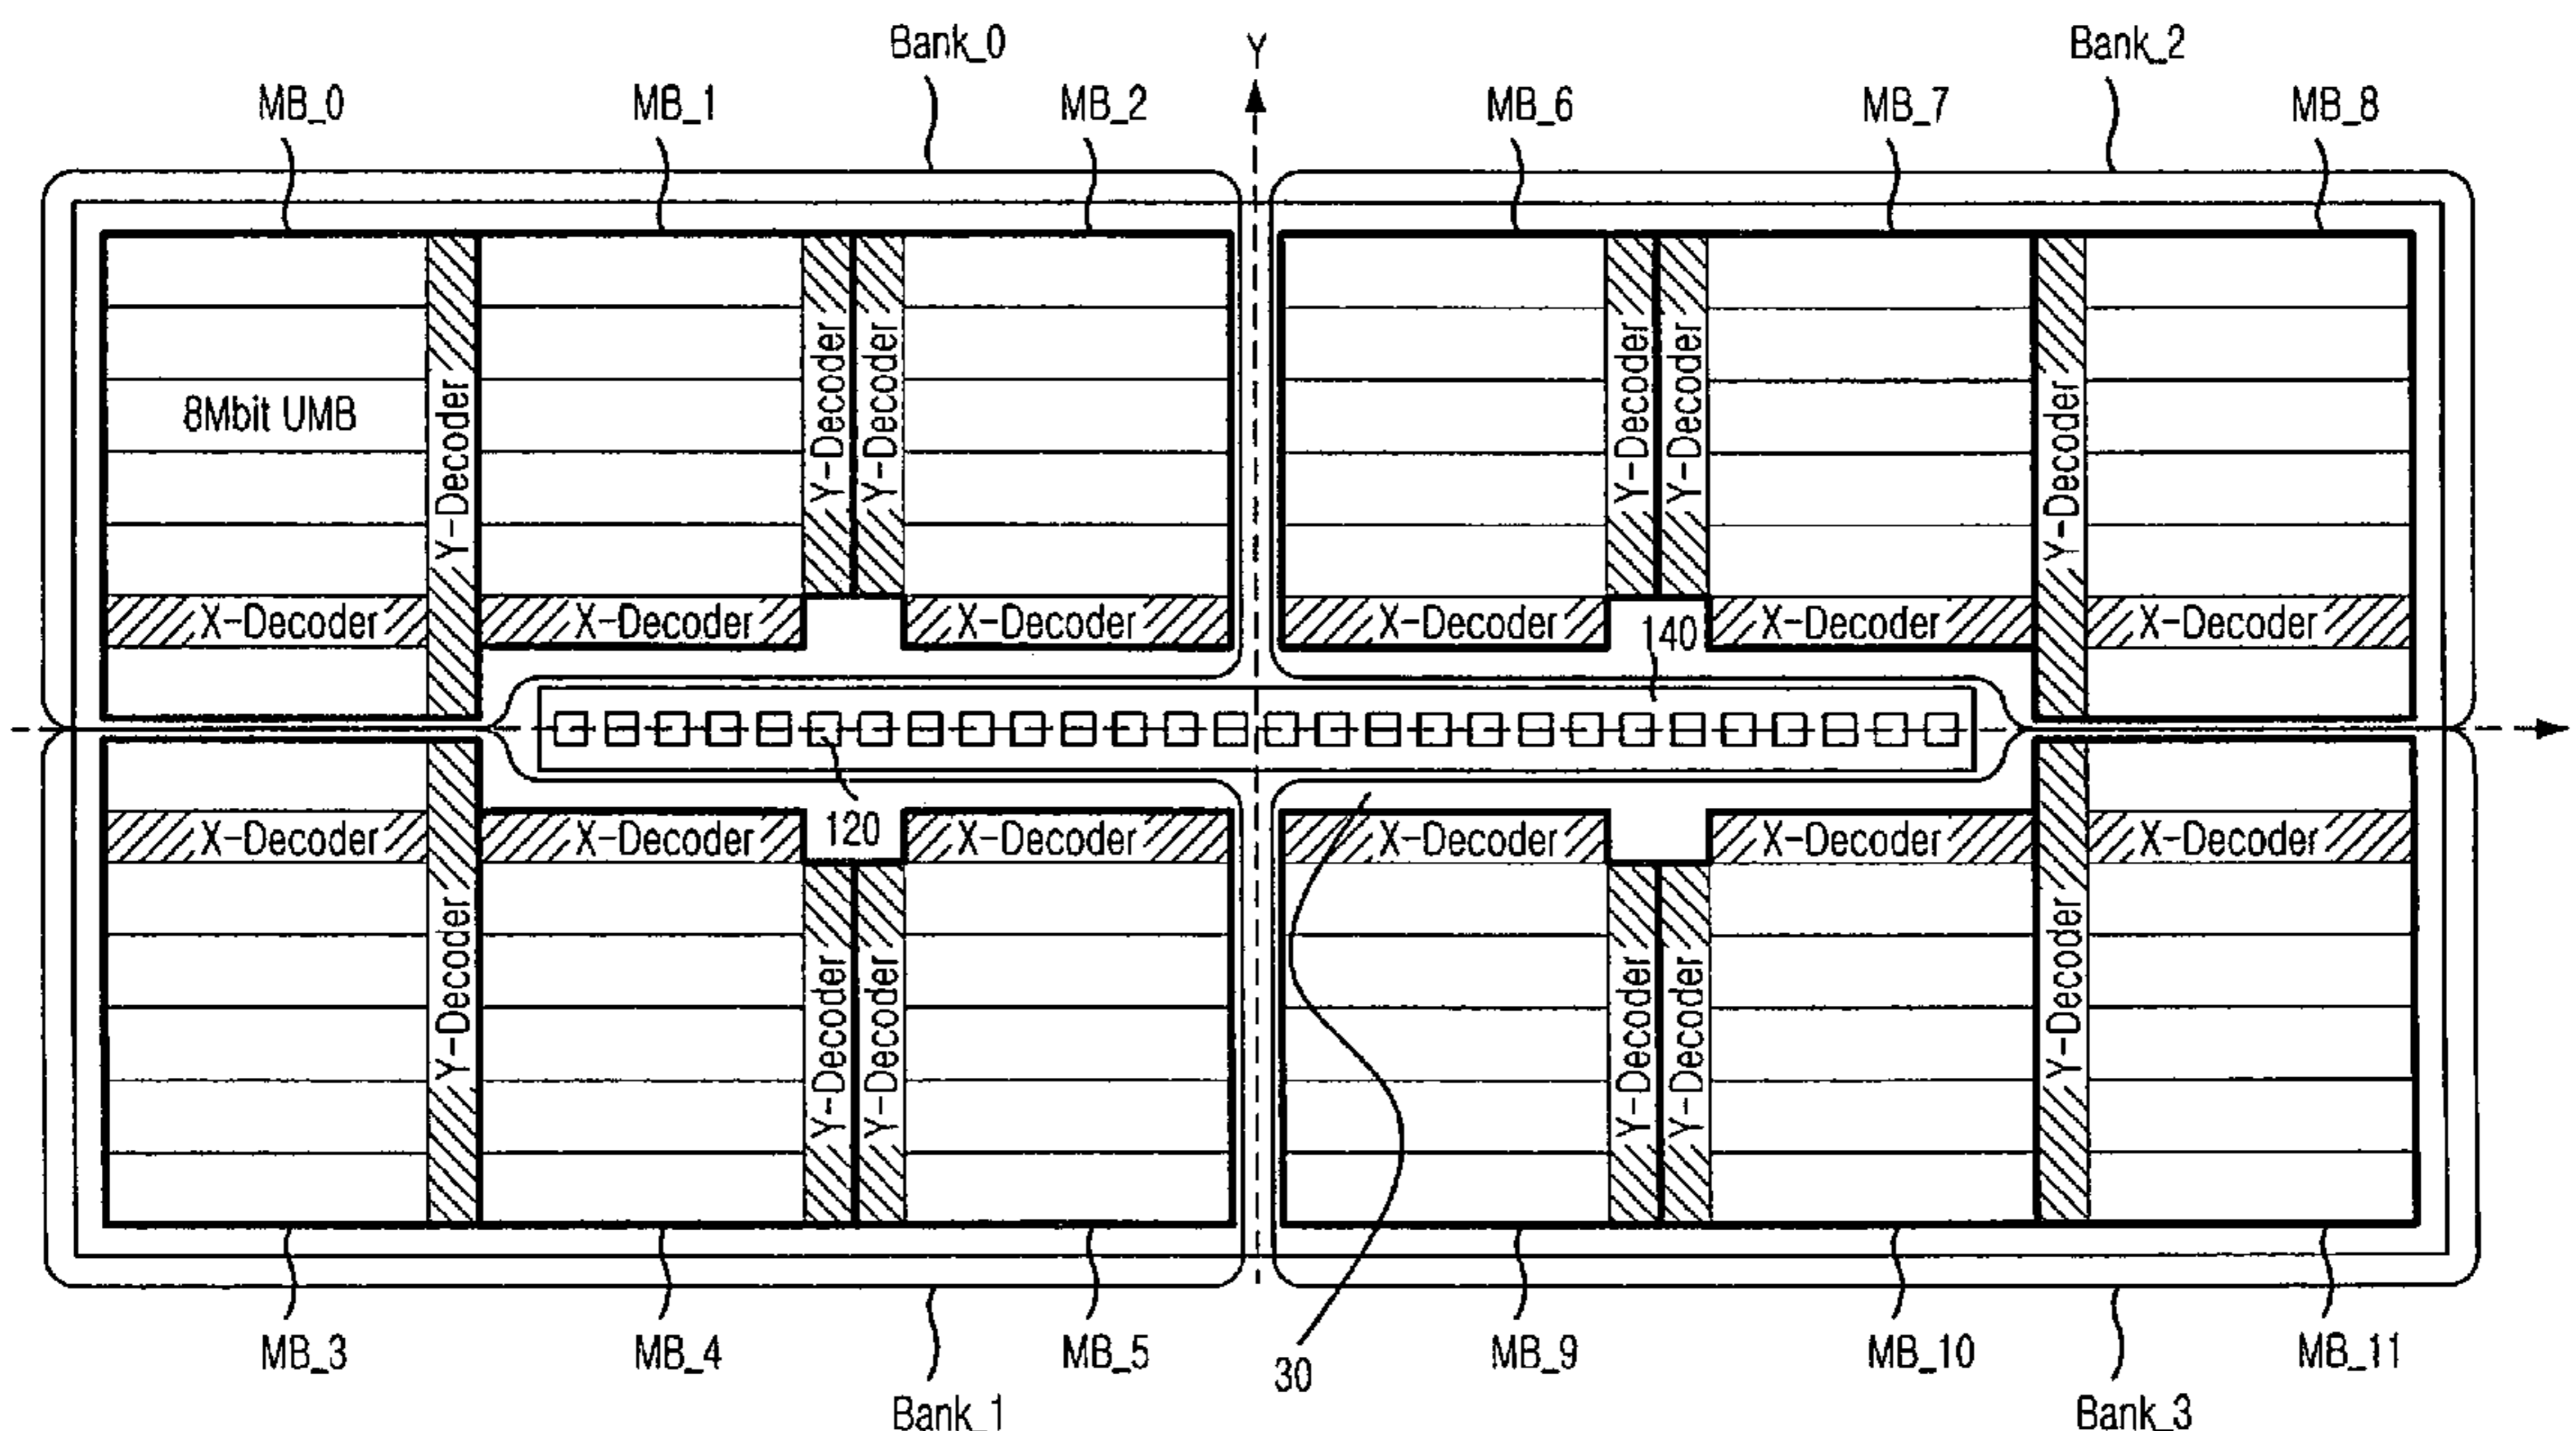 Bank_0
Y
Bank_2
MB_0
MB_1
MB_2
MB_6
MB_7
MB_8
8Mbit UMB
Y-Decoder
Y-Decoder
Y-Decoder
Y-Decoder
Y-Decoder
Y-Decoder
X-Decoder
X-Decoder
X-Decoder
X-Decoder
140
X-Decoder
X-Decoder
X-Decoder
X-Decoder
120
X-Decoder
X-Decoder
X-Decoder
X-Decoder
Y-Decoder
Y-Decoder
Y-Decoder
Y-Decoder
Y-Decoder
Y-Decoder
MB_3
MB_4
MB_5
30
MB_9
MB_10
MB_11
Bank_1
Bank_3